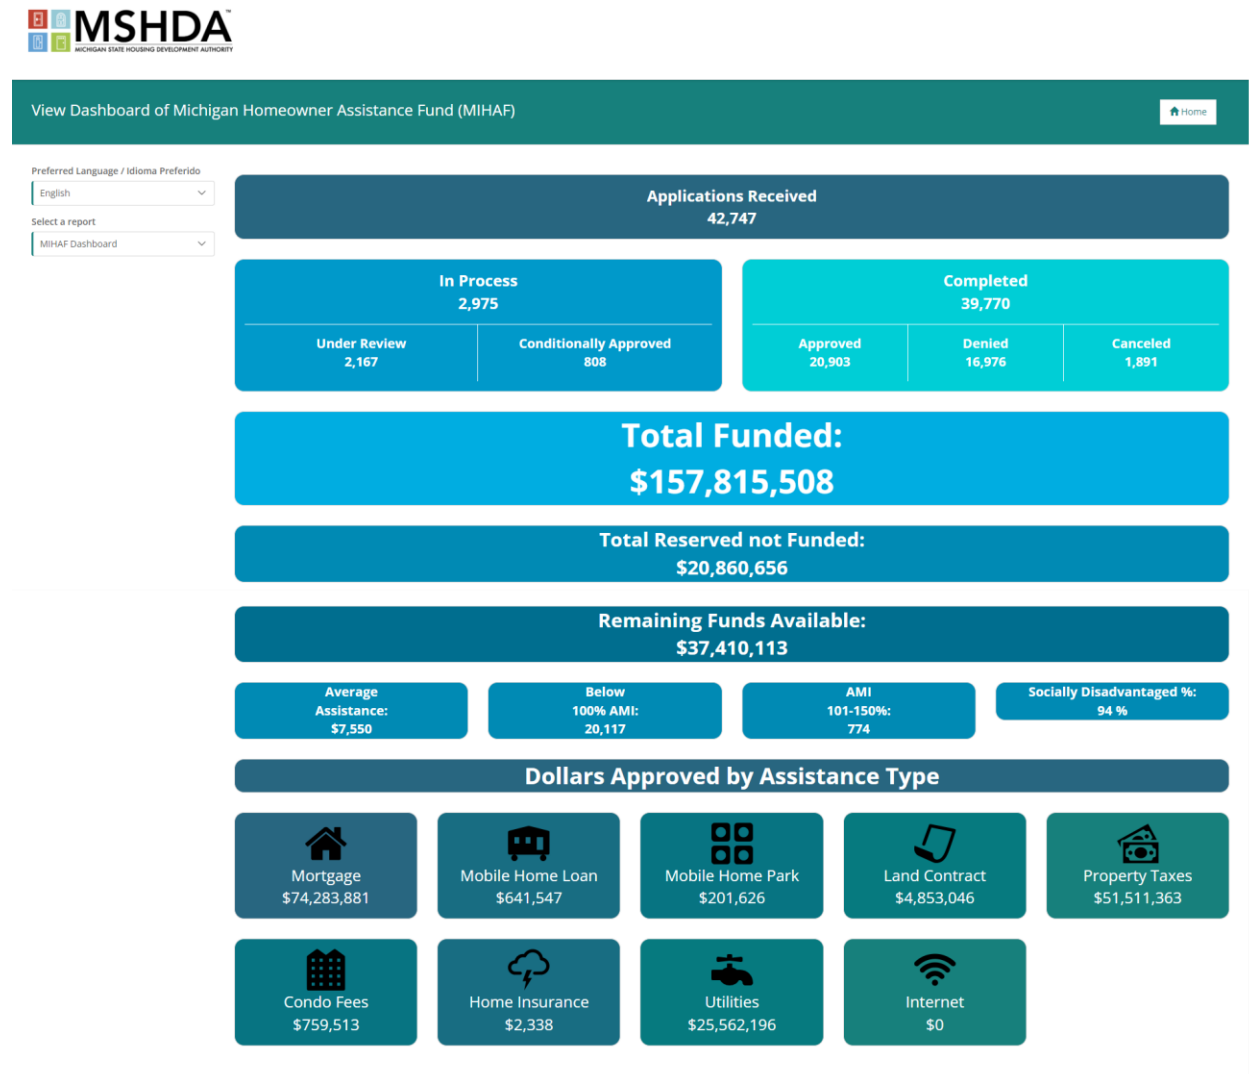 MSHDA™
MICHIGAN STATE HOUSING DEVELOPMENT AUTHORITY
View Dashboard of Michigan Homeowner Assistance Fund (MIHAF)
Home
Preferred Language / Idioma Preferido
English
Select a report
MIHAF Dashboard
Applications Received
42,747
In Process
2,975
Under Review
2,167
Conditionally Approved
808
Completed
39,770
Approved
20,903
Denied
16,976
Canceled
1,891
Total Funded:
$157,815,508
Total Reserved not Funded:
$20,860,656
Remaining Funds Available:
$37,410,113
Average
Assistance:
$7,550
Below
100% AMI:
20,117
AMI
101-150%:
774
Socially Disadvantaged %:
94 %
Dollars Approved by Assistance Type
Mortgage
$74,283,881
Mobile Home Loan
$641,547
Mobile Home Park
$201,626
Land Contract
$4,853,046
Property Taxes
$51,511,363
Condo Fees
$759,513
Home Insurance
$2,338
Utilities
$25,562,196
Internet
$0